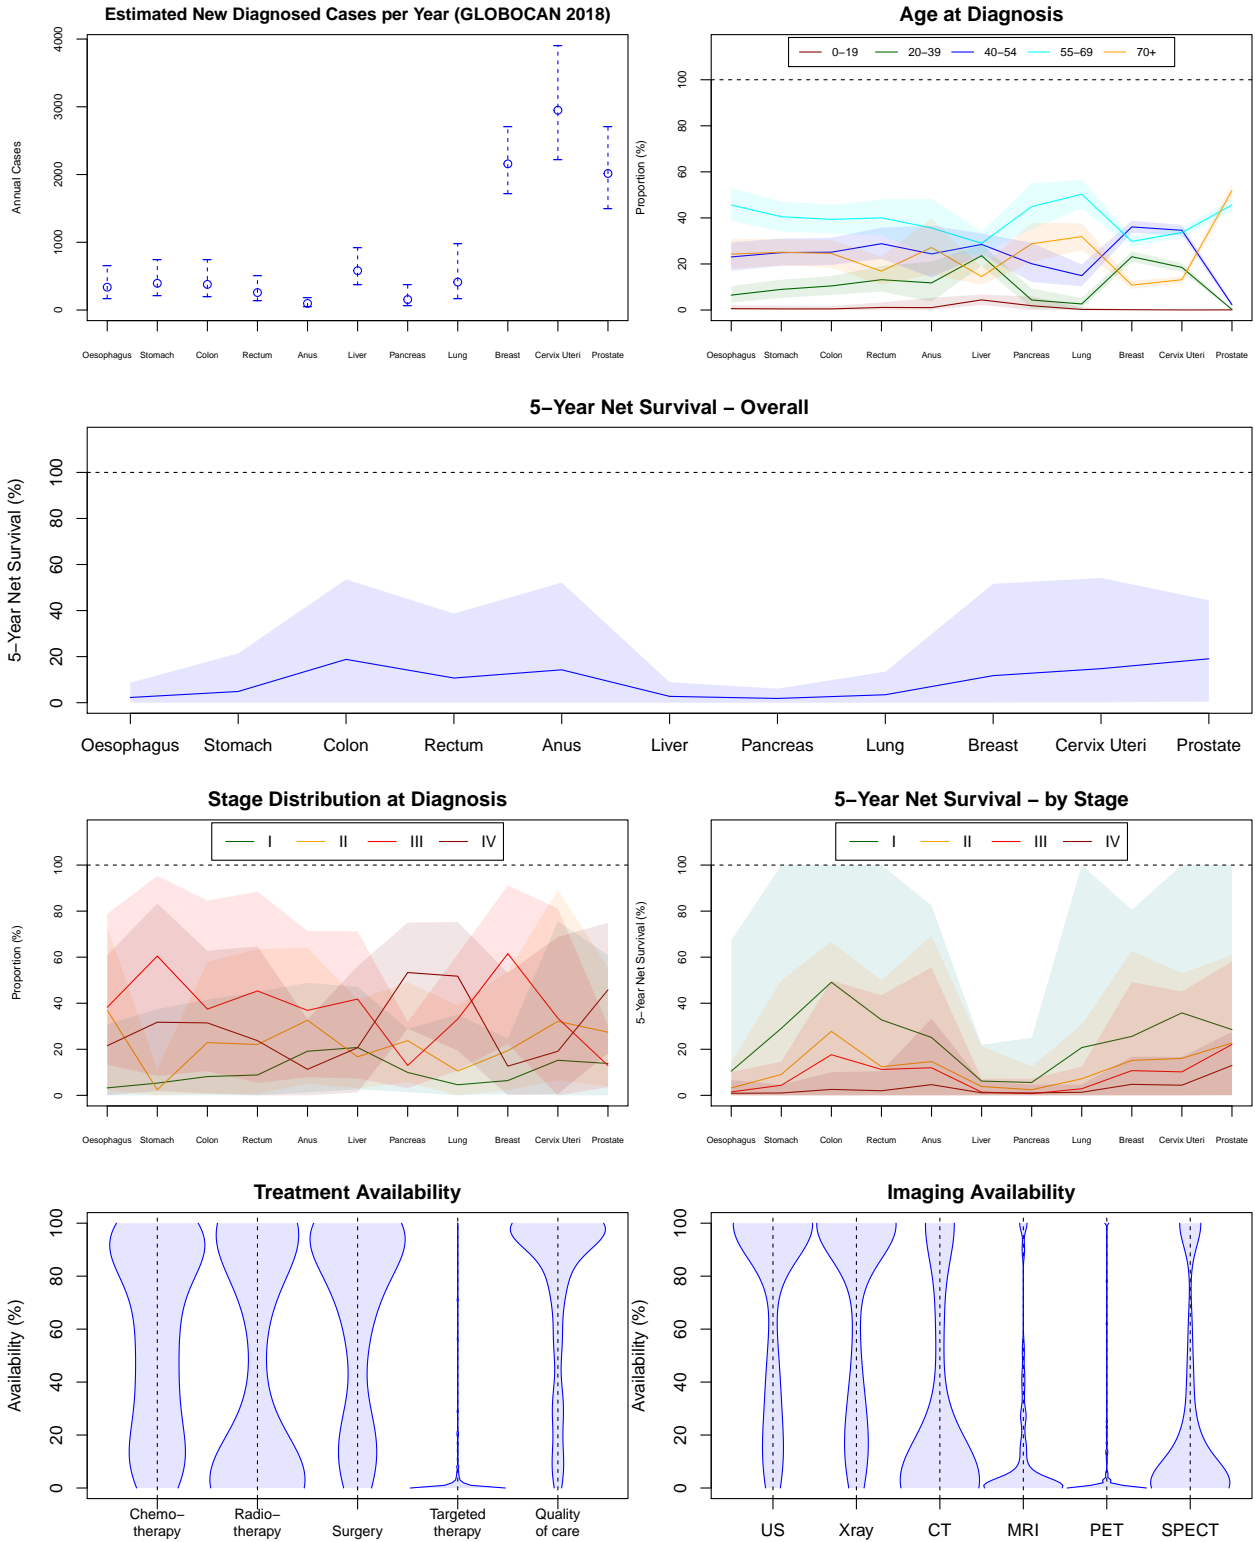 Estimated New Diagnosed Cases per Year (GLOBOCAN 2018)
Annual Cases
0
1000
2000
3000
4000
Oesophagus Stomach Colon Rectum Anus Liver Pancreas Lung Breast Cervix Uteri Prostate
Age at Diagnosis
0−19 20−39 40−54 55−69 70+
Proportion (%)
0
20
40
60
80
100
Oesophagus Stomach Colon Rectum Anus Liver Pancreas Lung Breast Cervix Uteri Prostate
5−Year Net Survival − Overall
5−Year Net Survival (%)
0
20
40
60
80
100
Oesophagus Stomach Colon Rectum Anus Liver Pancreas Lung Breast Cervix Uteri Prostate
Stage Distribution at Diagnosis
I II III IV
Proportion (%)
0
20
40
60
80
100
Oesophagus Stomach Colon Rectum Anus Liver Pancreas Lung Breast Cervix Uteri Prostate
5−Year Net Survival − by Stage
I II III IV
5−Year Net Survival (%)
0
20
40
60
80
100
Oesophagus Stomach Colon Rectum Anus Liver Pancreas Lung Breast Cervix Uteri Prostate
Treatment Availability
Availability (%)
0
20
40
60
80
100
Chemo−
therapy
Radio−
therapy
Surgery
Targeted
therapy
Quality
of care
Imaging Availability
Availability (%)
0
20
40
60
80
100
US Xray CT MRI PET SPECT